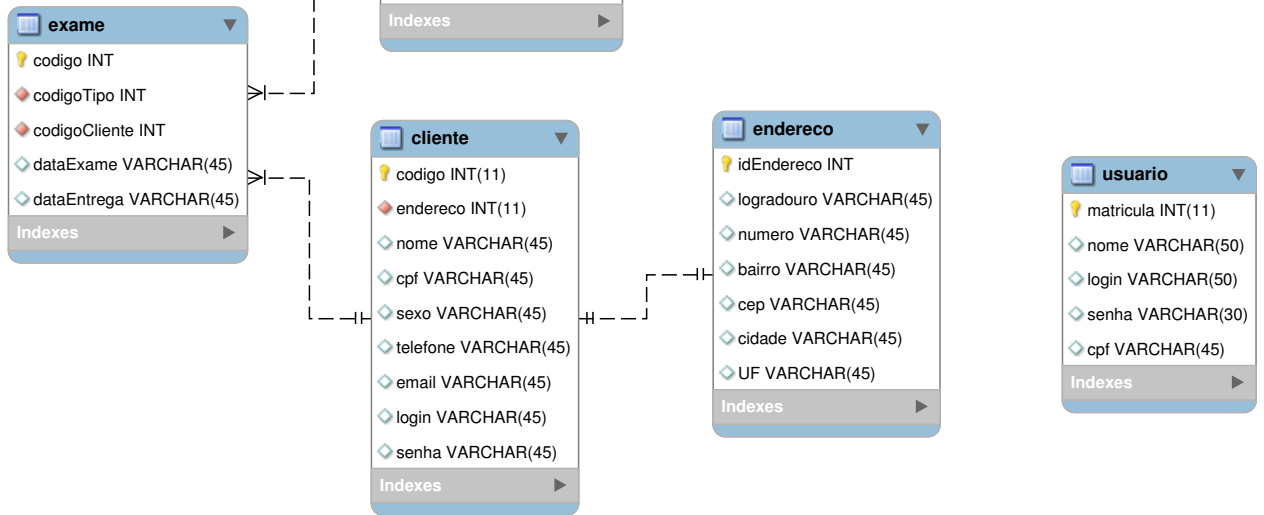 exame
codigo INT
codigoTipo INT
codigoCliente INT
dataExame VARCHAR(45)
dataEntrega VARCHAR(45)
Indexes
Indexes
cliente
codigo INT(11)
endereco INT(11)
nome VARCHAR(45)
cpf VARCHAR(45)
sexo VARCHAR(45)
telefone VARCHAR(45)
email VARCHAR(45)
login VARCHAR(45)
senha VARCHAR(45)
Indexes
endereco
idEndereco INT
logradouro VARCHAR(45)
numero VARCHAR(45)
bairro VARCHAR(45)
cep VARCHAR(45)
cidade VARCHAR(45)
UF VARCHAR(45)
Indexes
usuario
matricula INT(11)
nome VARCHAR(50)
login VARCHAR(50)
senha VARCHAR(30)
cpf VARCHAR(45)
Indexes